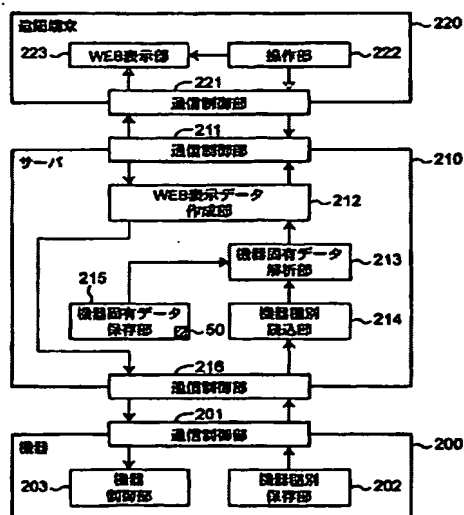 遠隔端末
220
223
WEB表示部
操作部
222
221
通信制御部
211
通信制御部
サーバ
210
WEB表示データ
作成部
212
215
機器固有データ
解析部
213
機器固有データ
保存部
50
機器種別
読込部
214
216
通信制御部
201
通信制御部
機器
200
203
機器
制御部
機器種別
保存部
202